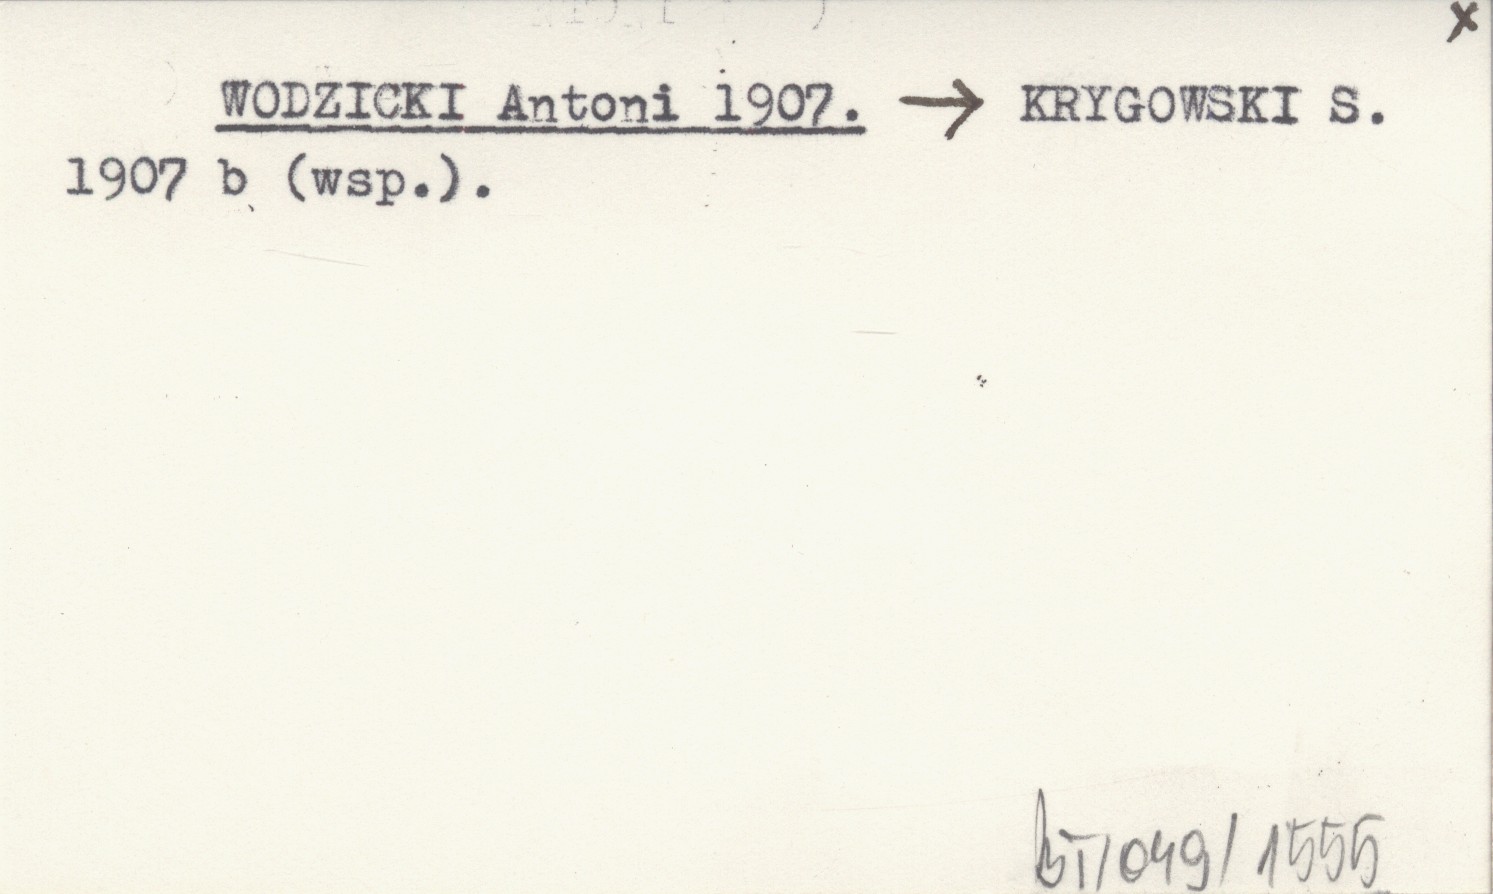 x
WODZICKI Antoni 1907. → KRYGOWSKI S.
1907 b (wsp.).
BT/049/1555